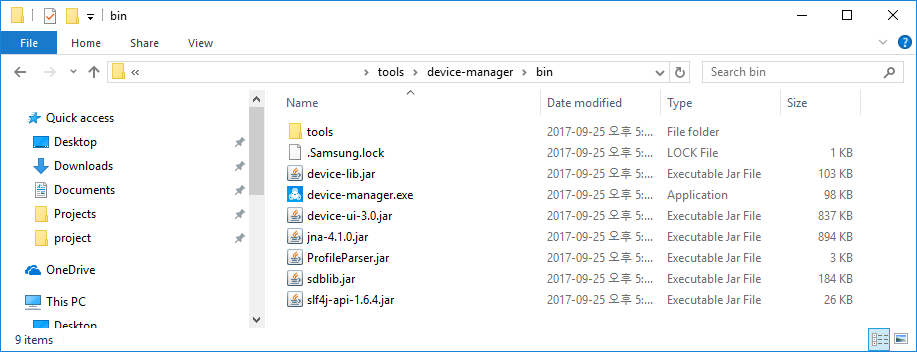 bin
File Home Share View
« tools device-manager bin Search bin
Name Date modified Type Size
Quick access
Desktop
Downloads
Documents
Projects
project
OneDrive
This PC
Desktop
tools 2017-09-25 오후 5:... File folder
.Samsung.lock 2017-09-25 오후 5:... LOCK File 1 KB
device-lib.jar 2017-09-25 오후 5:... Executable Jar File 103 KB
device-manager.exe 2017-09-25 오후 5:... Application 98 KB
device-ui-3.0.jar 2017-09-25 오후 5:... Executable Jar File 837 KB
jna-4.1.0.jar 2017-09-25 오후 5:... Executable Jar File 894 KB
ProfileParser.jar 2017-09-25 오후 5:... Executable Jar File 3 KB
sdblib.jar 2017-09-25 오후 5:... Executable Jar File 184 KB
slf4j-api-1.6.4.jar 2017-09-25 오후 5:... Executable Jar File 26 KB
9 items